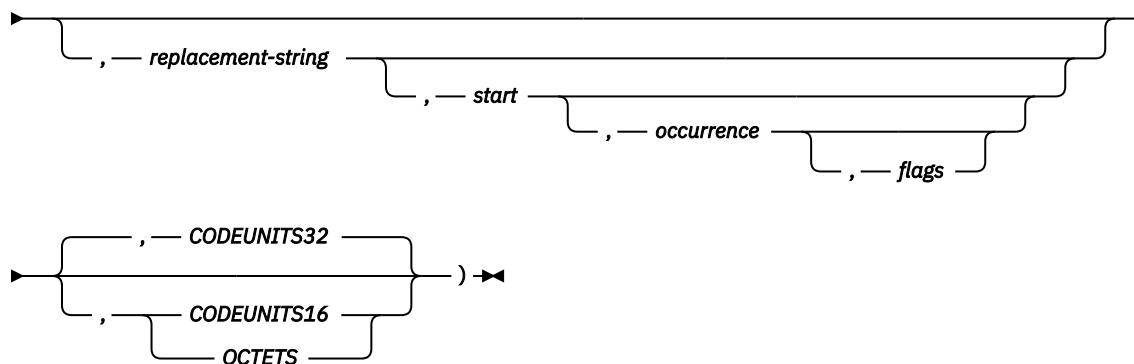 , replacement-string
, start
, occurrence
, flags
, CODEUNITS32
)
, CODEUNITS16
OCTETS